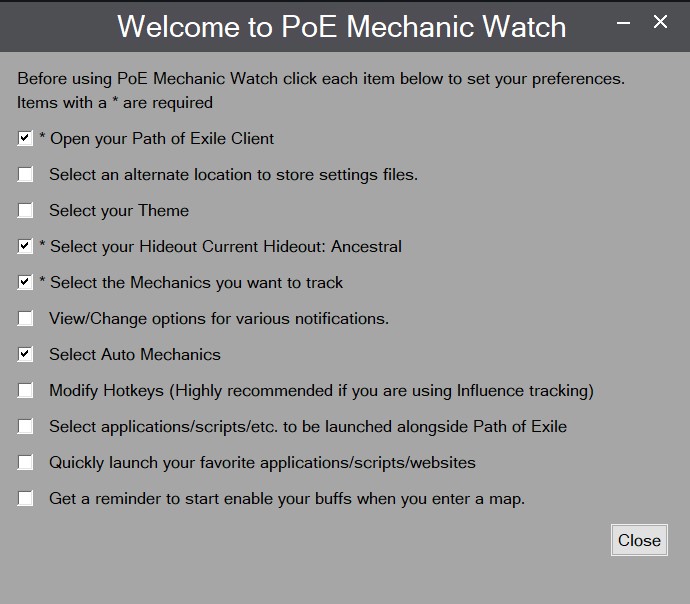 Welcome to PoE Mechanic Watch
Before using PoE Mechanic Watch click each item below to set your preferences.
Items with a * are required
* Open your Path of Exile Client
Select an alternate location to store settings files.
Select your Theme
* Select your Hideout Current Hideout: Ancestral
* Select the Mechanics you want to track
View/Change options for various notifications.
Select Auto Mechanics
Modify Hotkeys (Highly recommended if you are using Influence tracking)
Select applications/scripts/etc. to be launched alongside Path of Exile
Quickly launch your favorite applications/scripts/websites
Get a reminder to start enable your buffs when you enter a map.
Close